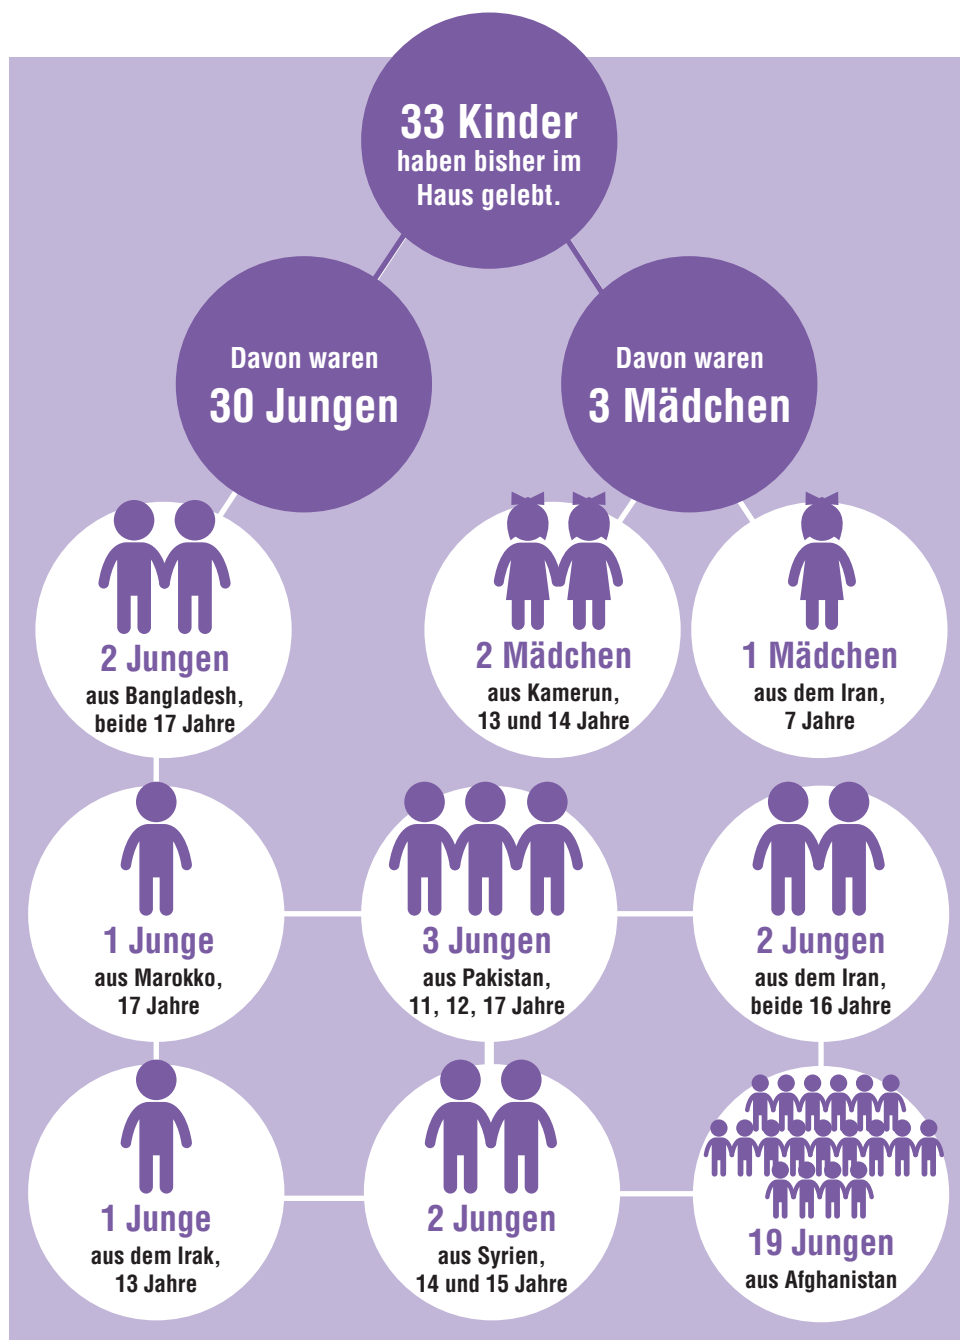 33 Kinder
haben bisher im
Haus gelebt.
Davon waren
30 Jungen
Davon waren
3 Mädchen
2 Jungen
aus Bangladesh,
beide 17 Jahre
2 Mädchen
aus Kamerun,
13 und 14 Jahre
1 Mädchen
aus dem Iran,
7 Jahre
1 Junge
aus Marokko,
17 Jahre
3 Jungen
aus Pakistan,
11, 12, 17 Jahre
2 Jungen
aus dem Iran,
beide 16 Jahre
1 Junge
aus dem Irak,
13 Jahre
2 Jungen
aus Syrien,
14 und 15 Jahre
19 Jungen
aus Afghanistan